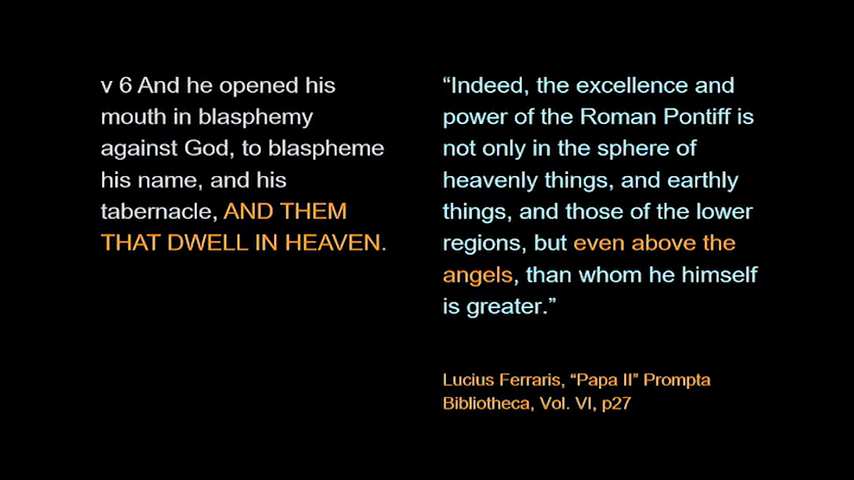 v 6 And he opened his
mouth in blasphemy
against God, to blaspheme
his name, and his
tabernacle, AND THEM
THAT DWELL IN HEAVEN.
“Indeed, the excellence and
power of the Roman Pontiff is
not only in the sphere of
heavenly things, and earthly
things, and those of the lower
regions, but even above the
angels, than whom he himself
is greater.”
Lucius Ferraris, “Papa II” Prompta
Bibliotheca, Vol. VI, p27